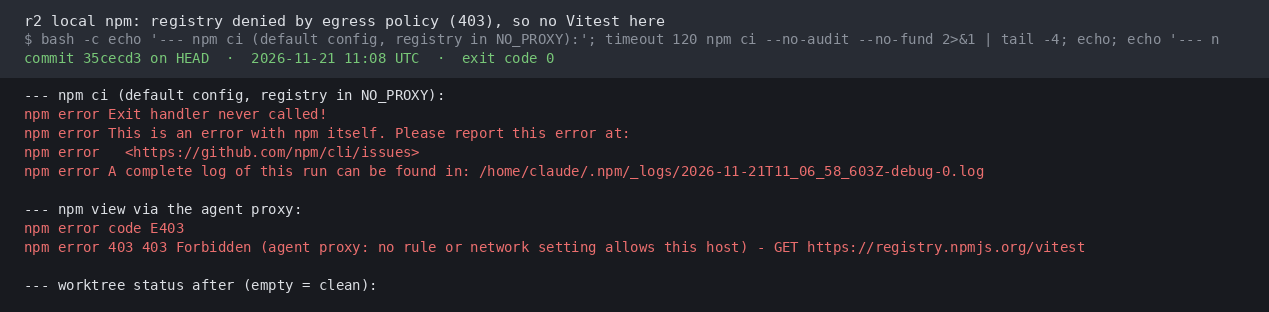 r2 local npm: registry denied by egress policy (403), so no Vitest here
$ bash -c echo '--- npm ci (default config, registry in NO_PROXY):'; timeout 120 npm ci --no-audit --no-fund 2>&1 | tail -4; echo; echo '--- n
commit 35cecd3 on HEAD  ·  2026-11-21 11:08 UTC  ·  exit code 0
--- npm ci (default config, registry in NO_PROXY):
npm error Exit handler never called!
npm error This is an error with npm itself. Please report this error at:
npm error   <https://github.com/npm/cli/issues>
npm error A complete log of this run can be found in: /home/claude/.npm/_logs/2026-11-21T11_06_58_603Z-debug-0.log
--- npm view via the agent proxy:
npm error code E403
npm error 403 403 Forbidden (agent proxy: no rule or network setting allows this host) - GET https://registry.npmjs.org/vitest
--- worktree status after (empty = clean):